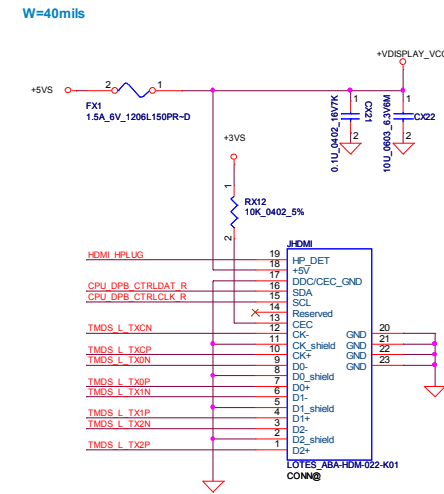 W=40mils
+VDISPLAY_VCC
+5VS
2
1
FX1
1.5A_6V_1206L150PR~D
1
2
CX21
0.1U_0402_16V7K
1
2
CX22
10U_0603_6.3V6M
+3VS
1
2
RX12
10K_0402_5%
JHDMI
HDMI_HPLUG
19
HP_DET
18
+5V
17
DDC/CEC_GND
CPU_DPB_CTRLDAT_R
16
SDA
CPU_DPB_CTRLCLK_R
15
SCL
14
Reserved
13
CEC
TMDS_L_TXCN
12
CK-
GND
20
11
CK_shield
GND
21
TMDS_L_TXCP
10
CK+
GND
22
TMDS_L_TX0N
9
D0-
GND
23
8
D0_shield
TMDS_L_TX0P
7
D0+
TMDS_L_TX1N
6
D1-
5
D1_shield
TMDS_L_TX1P
4
D1+
TMDS_L_TX2N
3
D2-
2
D2_shield
TMDS_L_TX2P
1
D2+
LOTES_ABA-HDM-022-K01
CONN@